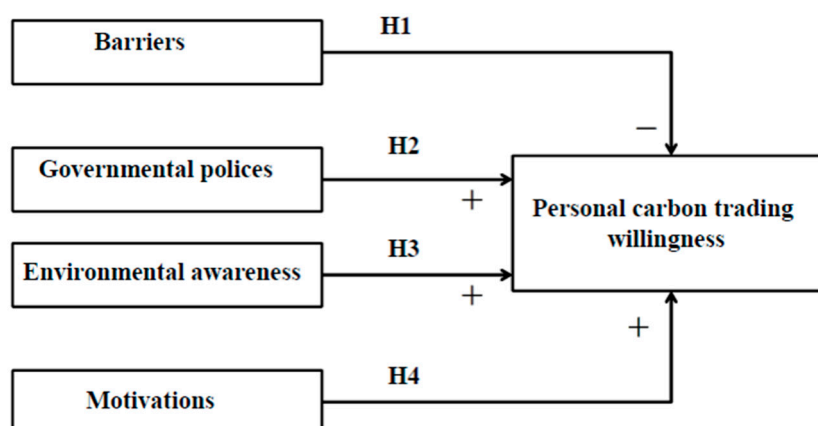 Barriers
H1
−
Governmental polices
H2
+
Environmental awareness
H3
+
Motivations
H4
+
Personal carbon trading
willingness